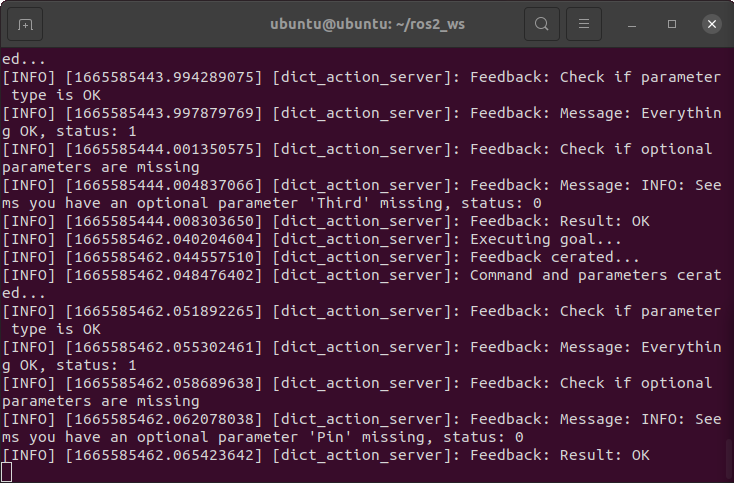 ubuntu@ubuntu: ~/ros2_ws
ed...
[INFO] [1665585443.994289075] [dict_action_server]: Feedback: Check if parameter
 type is OK
[INFO] [1665585443.997879769] [dict_action_server]: Feedback: Message: Everythin
g OK, status: 1
[INFO] [1665585444.001350575] [dict_action_server]: Feedback: Check if optional
parameters are missing
[INFO] [1665585444.004837066] [dict_action_server]: Feedback: Message: INFO: See
ms you have an optional parameter 'Third' missing, status: 0
[INFO] [1665585444.008303650] [dict_action_server]: Feedback: Result: OK
[INFO] [1665585462.040204604] [dict_action_server]: Executing goal...
[INFO] [1665585462.044557510] [dict_action_server]: Feedback cerated...
[INFO] [1665585462.048476402] [dict_action_server]: Command and parameters cerat
ed...
[INFO] [1665585462.051892265] [dict_action_server]: Feedback: Check if parameter
 type is OK
[INFO] [1665585462.055302461] [dict_action_server]: Feedback: Message: Everythin
g OK, status: 1
[INFO] [1665585462.058689638] [dict_action_server]: Feedback: Check if optional
parameters are missing
[INFO] [1665585462.062078038] [dict_action_server]: Feedback: Message: INFO: See
ms you have an optional parameter 'Pin' missing, status: 0
[INFO] [1665585462.065423642] [dict_action_server]: Feedback: Result: OK